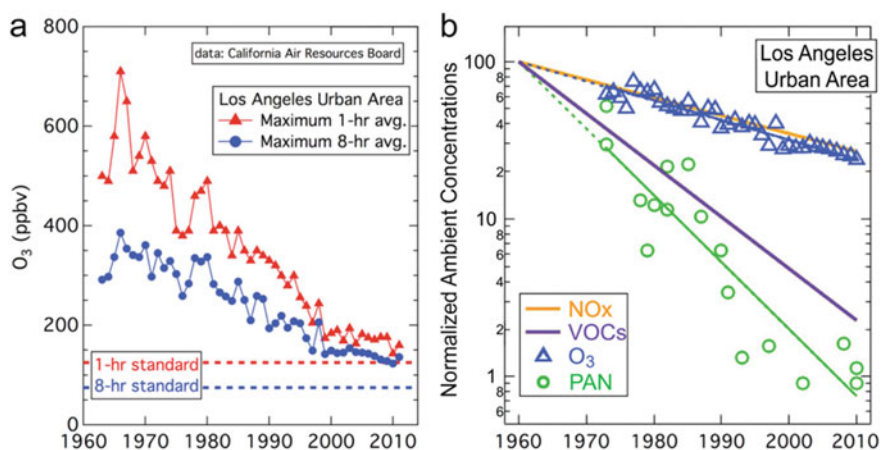 a
800
600
400
200
0
O3 (ppbv)
data: California Air Resources Board
Los Angeles Urban Area
Maximum 1-hr avg.
Maximum 8-hr avg.
1-hr standard
8-hr standard
1960 1970 1980 1990 2000 2010
b
Normalized Ambient Concentrations
Los Angeles
Urban Area
100
8
6
4
2
10
8
6
4
2
1
8
6
NOx
VOCs
O3
PAN
1960 1970 1980 1990 2000 2010